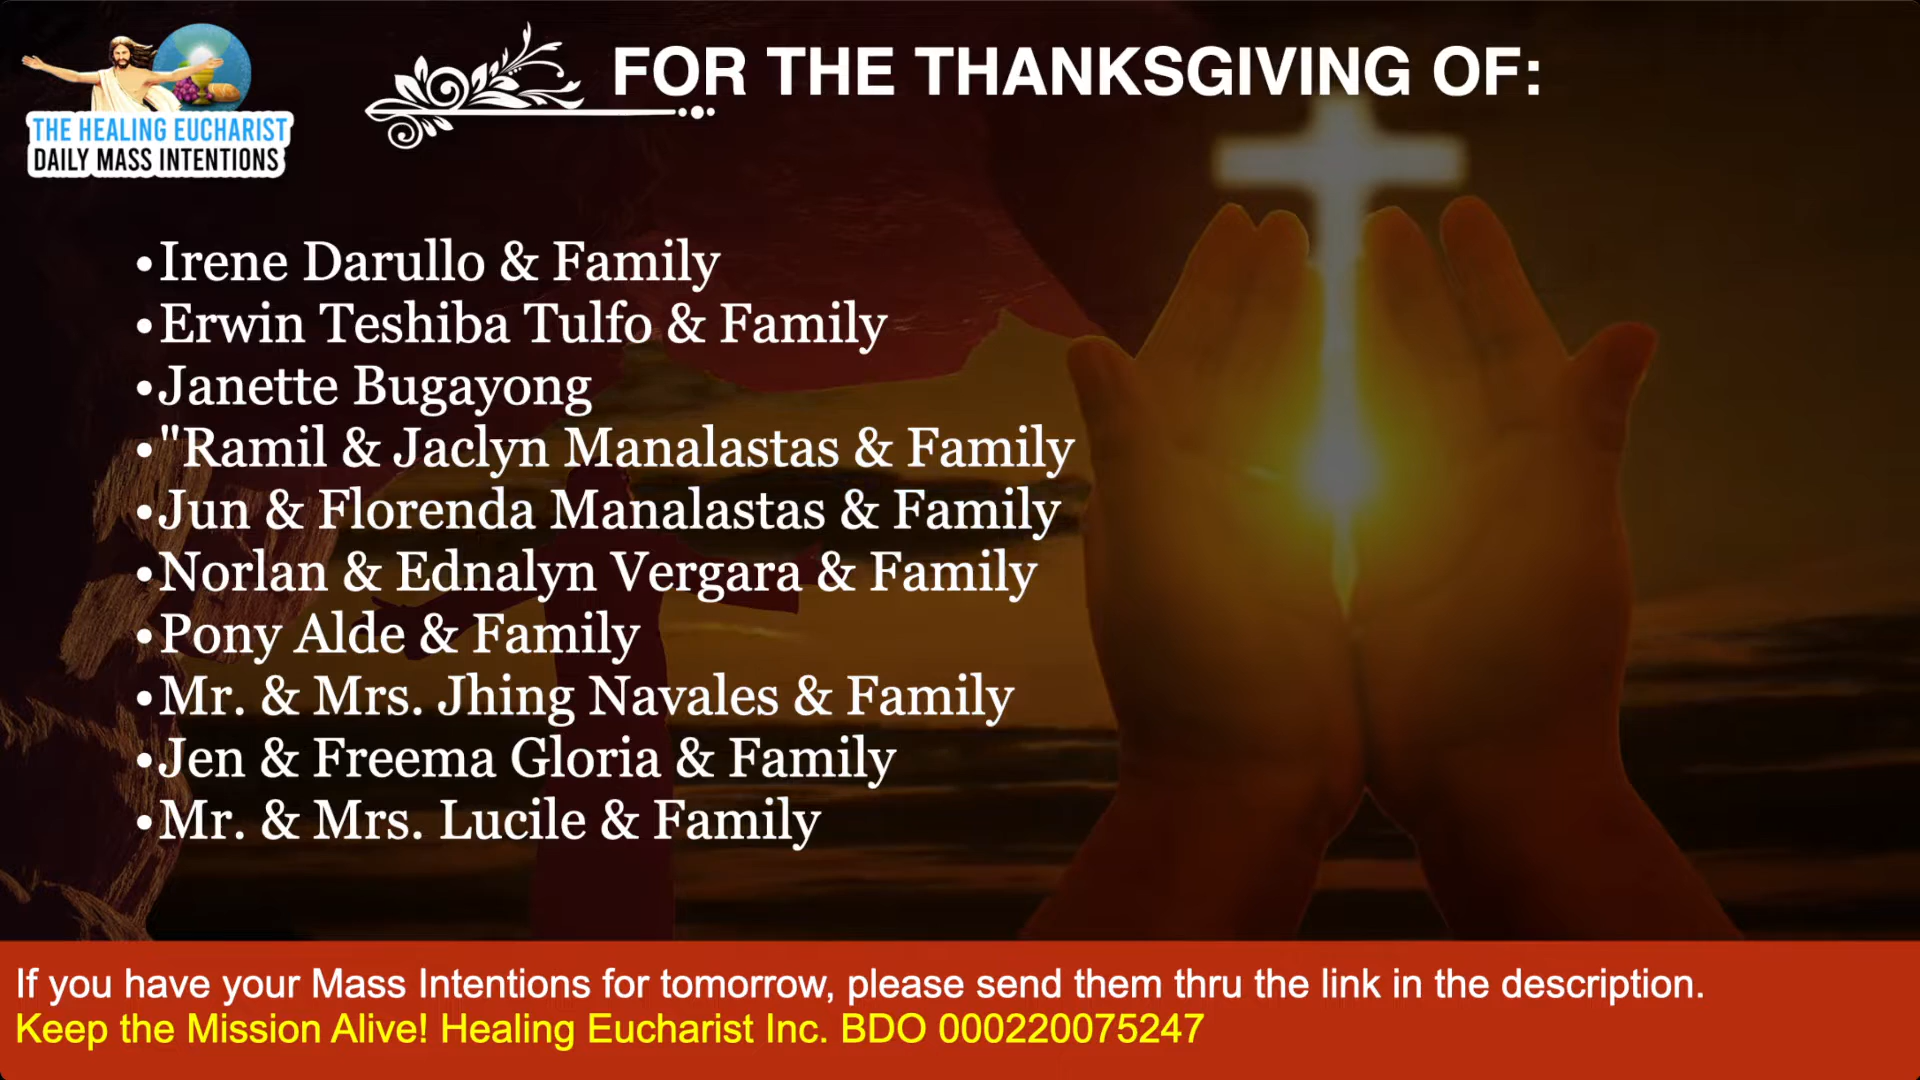 THE HEALING EUCHARIST
DAILY MASS INTENTIONS
FOR THE THANKSGIVING OF:
•Irene Darullo & Family
•Erwin Teshiba Tulfo & Family
•Janette Bugayong
•"Ramil & Jaclyn Manalastas & Family
•Jun & Florenda Manalastas & Family
•Norlan & Ednalyn Vergara & Family
•Pony Alde & Family
•Mr. & Mrs. Jhing Navales & Family
•Jen & Freema Gloria & Family
•Mr. & Mrs. Lucile & Family
If you have your Mass Intentions for tomorrow, please send them thru the link in the description.
Keep the Mission Alive! Healing Eucharist Inc. BDO 000220075247